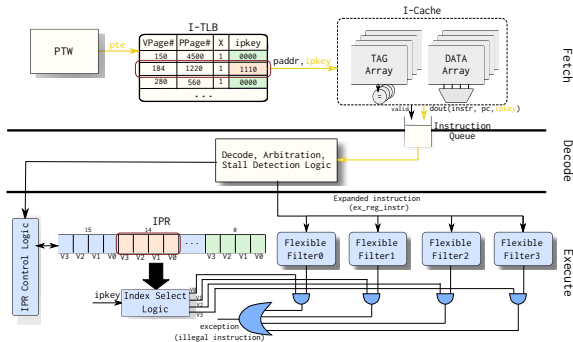 I-Cache
I-TLB
PTW
pte
VPage# PPage# X ipkey
150 4500 1 0000
184 1220 1 1110
280 560 1 0000
...
paddr,ipkey
TAG
Array
DATA
Array
=
Fetch
valid
dout(instr, pc,ipkey)
Instruction
Queue
Decode, Arbitration,
Stall Detection Logic
Decode
Expanded instruction
(ex_reg_instr)
IPR
15 14 0
...
V3 V2 V1 V0 V3 V2 V1 V0 V3 V2 V1 V0
IPR Control Logic
Flexible
Filter0
Flexible
Filter1
Flexible
Filter2
Flexible
Filter3
Execute
ipkey
Index Select
Logic
V0
V1
V2
V3
exception
(illegal instruction)